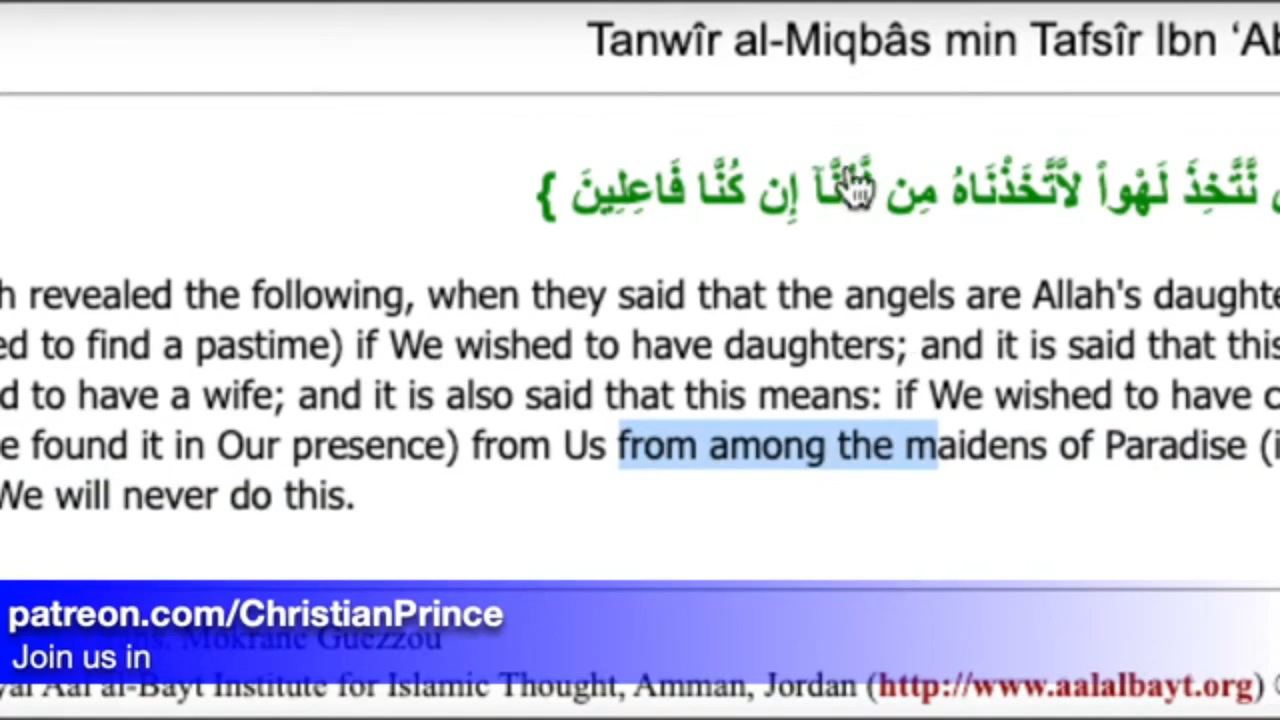 Tanwîr al-Miqbâs min Tafsîr Ibn ‘Ab
نَّتَّخِذَ لَهْواً لاَّتَّخَذْنَاهُ مِن إِن كُنَّا فَاعِلِينَ }
h revealed the following, when they said that the angels are Allah's daughte
ed to find a pastime) if We wished to have daughters; and it is said that this
d to have a wife; and it is also said that this means: if We wished to have c
e found it in Our presence) from Us from among the maidens of Paradise (i
We will never do this.
patreon.com/ChristianPrince
ns. Mokrane Guezzou
Join us in
yal Aal al-Bayt Institute for Islamic Thought, Amman, Jordan (http://www.aalalbayt.org) ©